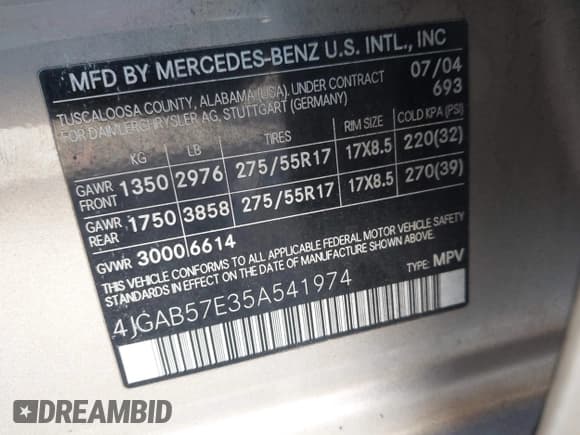 MFD BY MERCEDES-BENZ U.S. INTL., INC
TUSCALOOSA COUNTY, ALABAMA (USA). UNDER CONTRACT 07/04
FOR DAIMLERCHRYSLER AG, STUTTGART (GERMANY) 693
KG LB TIRES RIM SIZE COLD KPA (PSI)
GAWR FRONT 1350 2976 275/55R17 17X8.5 220(32)
GAWR REAR 1750 3858 275/55R17 17X8.5 270(39)
GVWR 3000 6614
THIS VEHICLE CONFORMS TO ALL APPLICABLE FEDERAL MOTOR VEHICLE SAFETY
STANDARDS IN EFFECT ON THE DATE OF MANUFACTURE SHOWN ABOVE. TYPE: MPV
4JGAB57E35A541974
DREAMBID